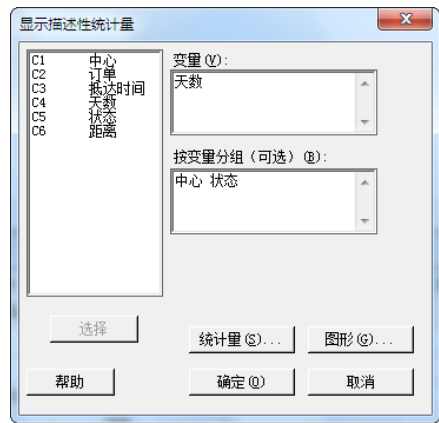 显示描述性统计量
C1 中心
C2 订单
C3 抵达时间
C4 天数
C5 状态
C6 距离
变量(V):
天数
按变量分组（可选）(B):
中心 状态
选择
统计量(S)...
图形(G)...
帮助
确定(O)
取消